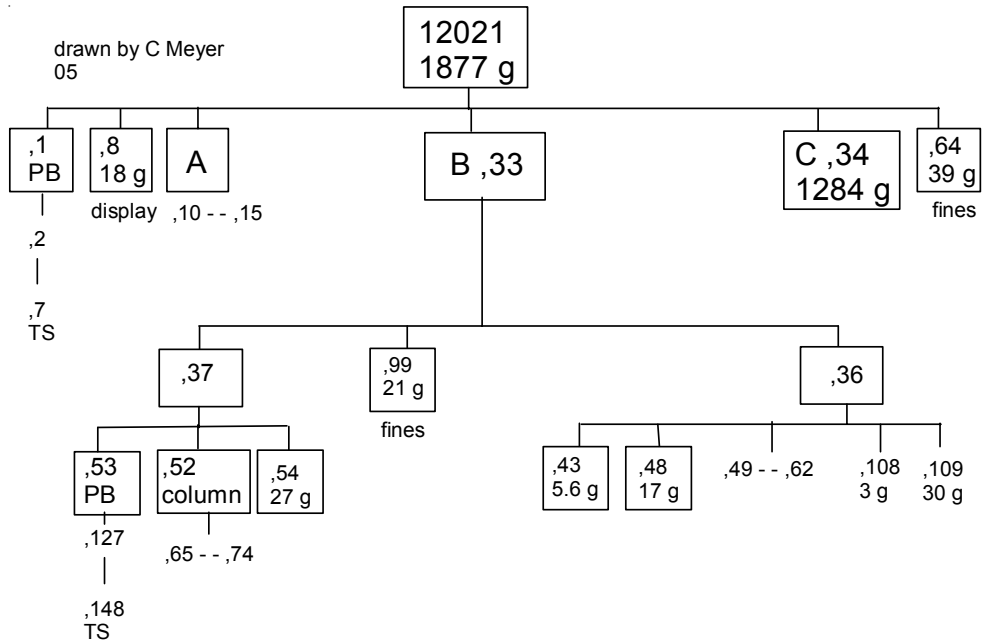 drawn by C Meyer
05
12021
1877 g
,1
PB
,8
18 g
display
A
,10 - - ,15
B ,33
C ,34
1284 g
,64
39 g
fines
,2
,7
TS
,37
,99
21 g
fines
,36
,53
PB
,52
column
,54
27 g
,43
5.6 g
,48
17 g
,49 - - ,62
,108
3 g
,109
30 g
,127
,65 - - ,74
,148
TS